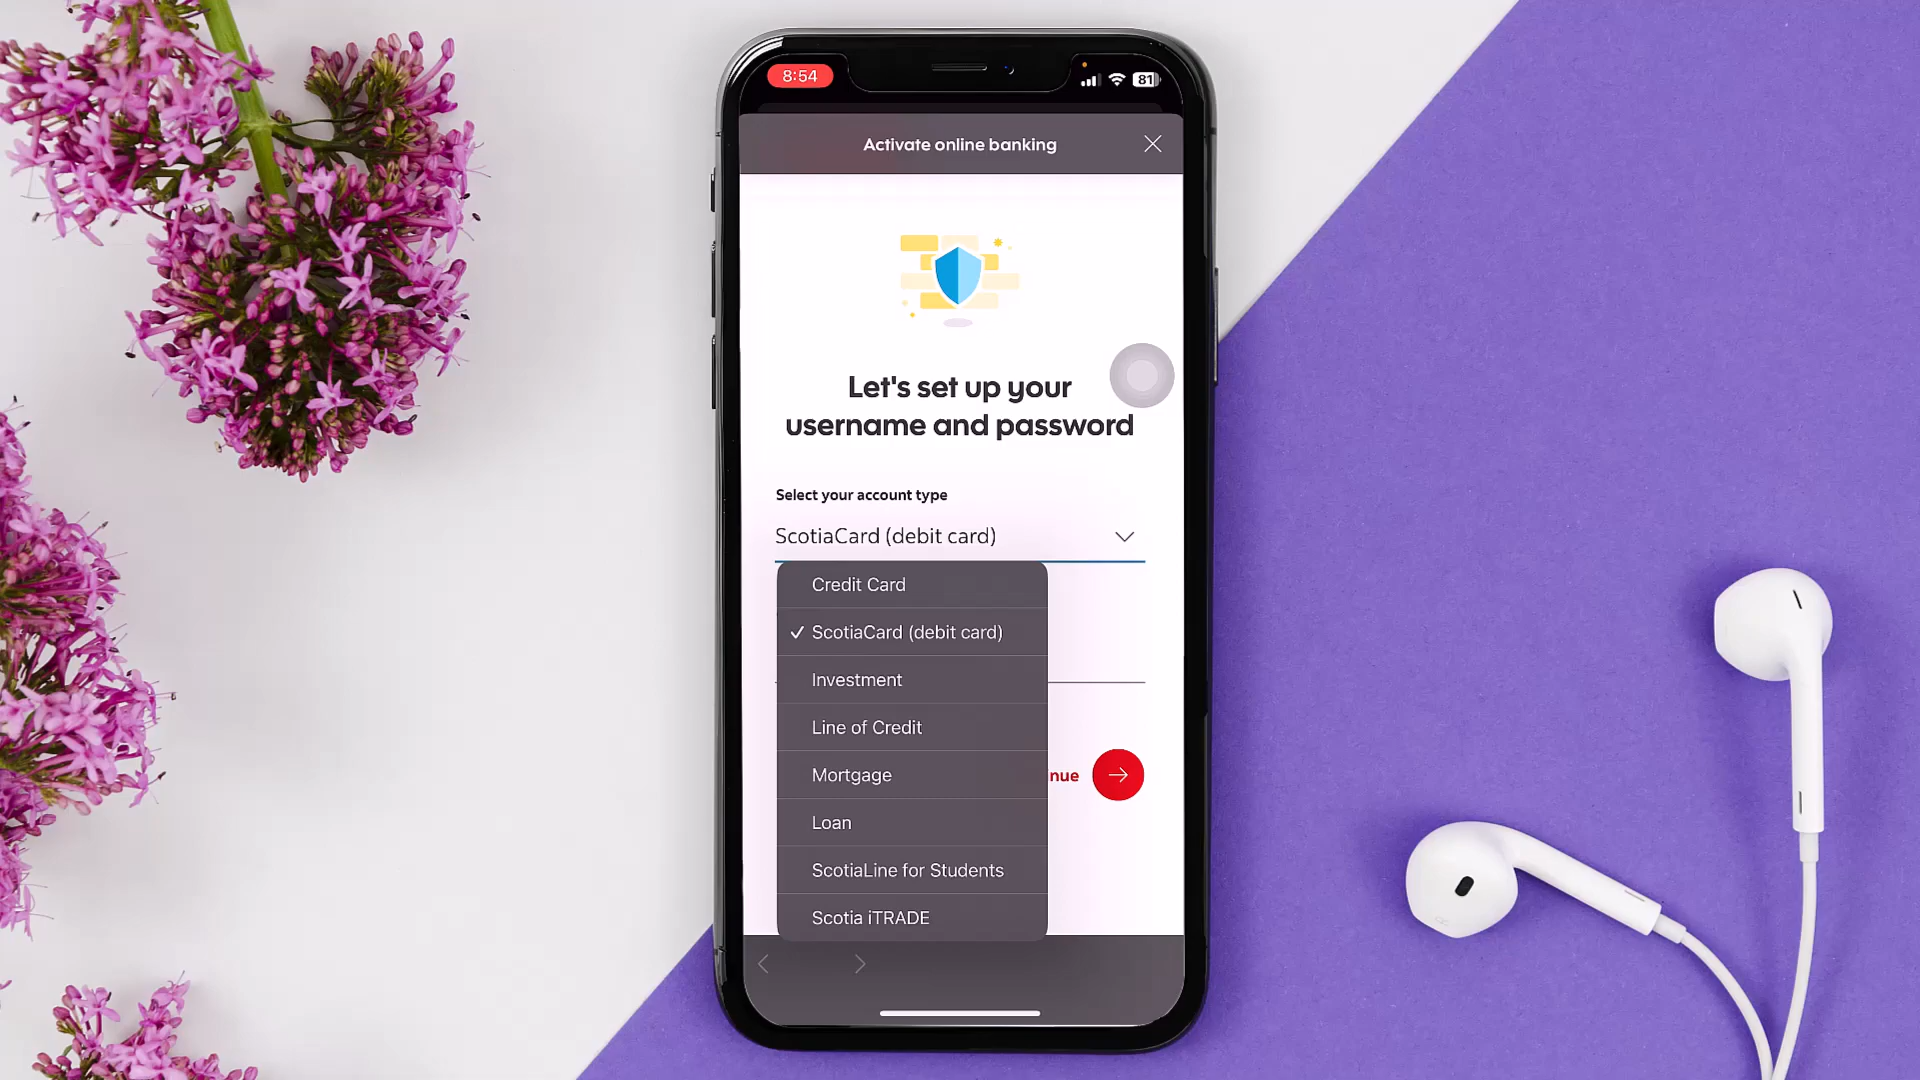 8:54
81
Activate online banking
Let's set up your
username and password
Select your account type
ScotiaCard (debit card)
Credit Card
✓ ScotiaCard (debit card)
Investment
Line of Credit
Mortgage
nue
Loan
ScotiaLine for Students
Scotia iTRADE